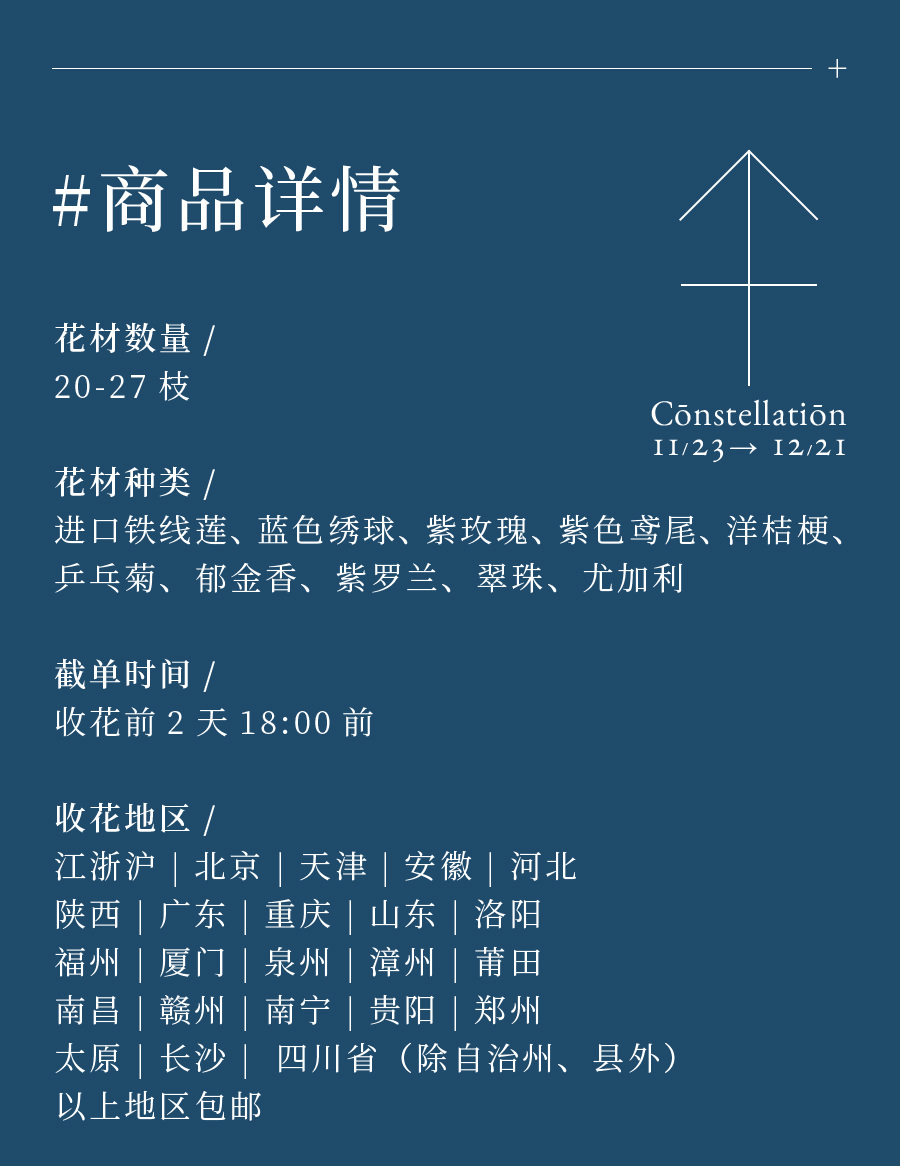 #商品详情
花材数量 /
20-27 枝
Cōnstellatiōn
11/23→ 12/21
花材种类 /
进口铁线莲、蓝色绣球、紫玫瑰、紫色鸢尾、洋桔梗、
乒乓菊、郁金香、紫罗兰、翠珠、尤加利
截单时间 /
收花前 2 天 18:00 前
收花地区 /
江浙沪 | 北京 | 天津 | 安徽 | 河北
陕西 | 广东 | 重庆 | 山东 | 洛阳
福州 | 厦门 | 泉州 | 漳州 | 莆田
南昌 | 赣州 | 南宁 | 贵阳 | 郑州
太原 | 长沙 | 四川省（除自治州、县外）
以上地区包邮